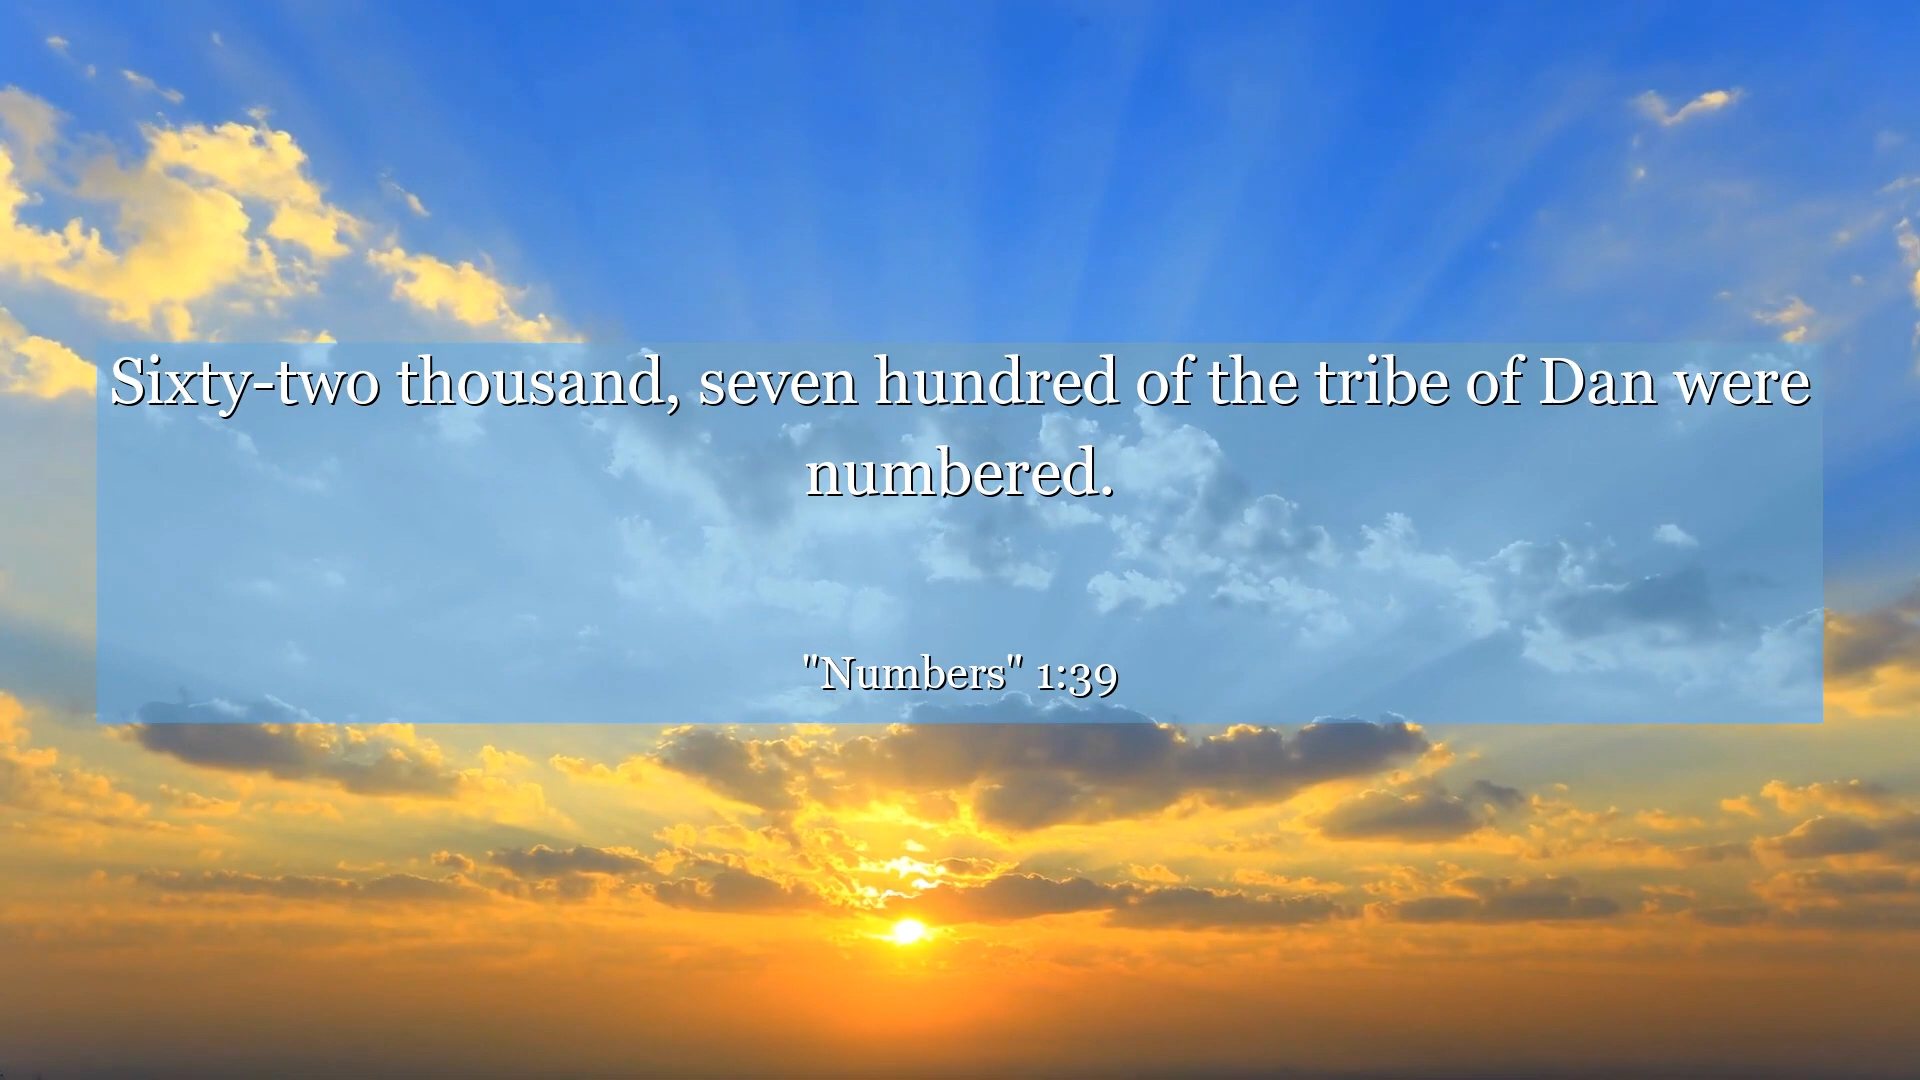 Sixty-two thousand, seven hundred of the tribe of Dan were
numbered.
"Numbers" 1:39